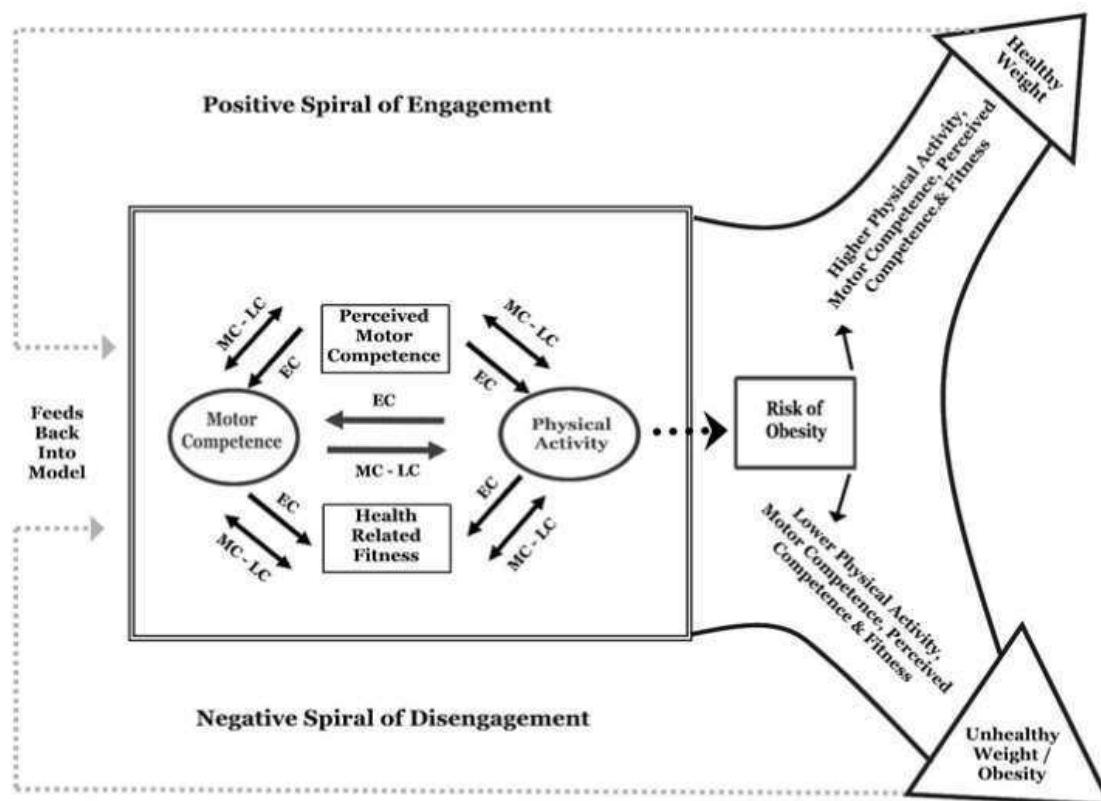 Healthy
Weight
Positive Spiral of Engagement
Higher Physical Activity,
Motor Competence, Perceived
Competence & Fitness
MC - LC
EC
Perceived
Motor
Competence
MC - LC
EC
Feeds
Back
Into
Model
Motor
Competence
EC
MC - LC
Physical
Activity
Risk of
Obesity
EC
MC - LC
Health
Related
Fitness
EC
MC - LC
Lower Physical Activity,
Motor Competence, Perceived
Competence & Fitness
Negative Spiral of Disengagement
Unhealthy
Weight /
Obesity